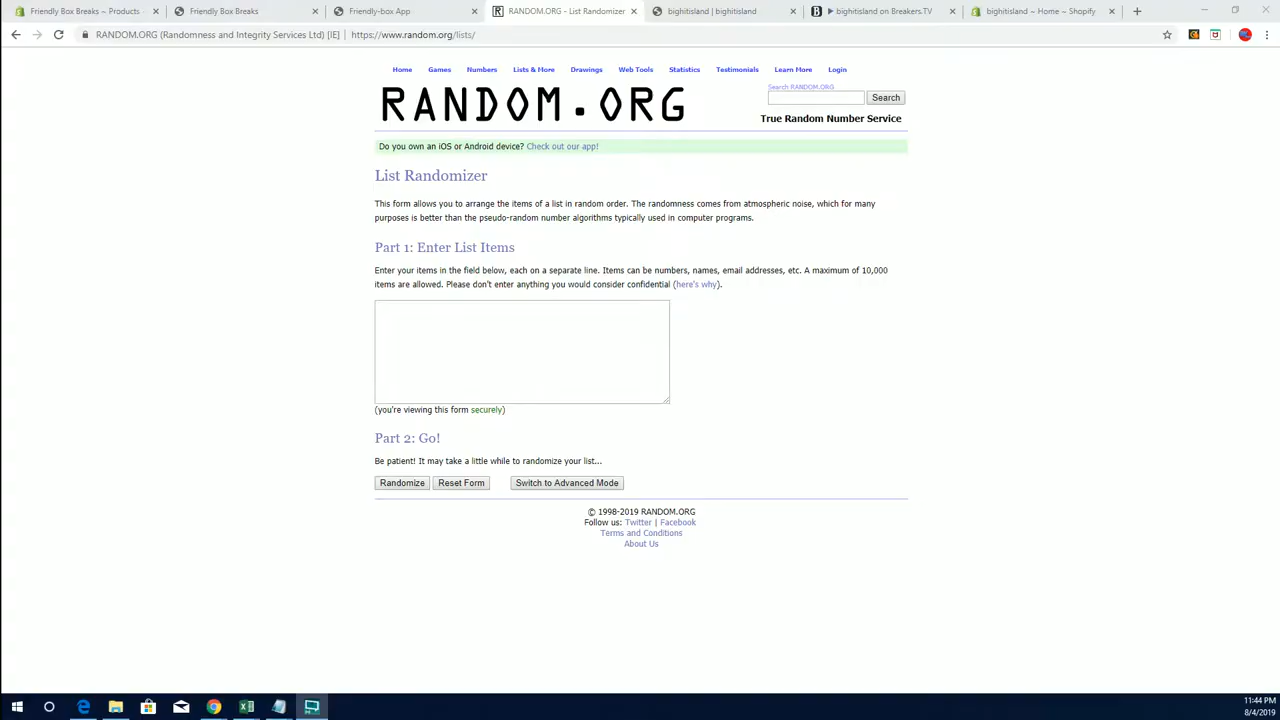 Friendly Box Breaks ~ Products
Friendly Box Breaks
Friendly-box App
RANDOM.ORG - List Randomizer
bighitisland | bighitisland
bighitisland on Breakers.TV
bighitisland ~ Home ~ Shopify
RANDOM.ORG (Randomness and Integrity Services Ltd) [IE] | https://www.random.org/lists/
Home Games Numbers Lists & More Drawings Web Tools Statistics Testimonials Learn More Login
RANDOM.ORG
Search RANDOM.ORG
Search
True Random Number Service
Do you own an iOS or Android device? Check out our app!
List Randomizer
This form allows you to arrange the items of a list in random order. The randomness comes from atmospheric noise, which for many
purposes is better than the pseudo-random number algorithms typically used in computer programs.
Part 1: Enter List Items
Enter your items in the field below, each on a separate line. Items can be numbers, names, email addresses, etc. A maximum of 10,000
items are allowed. Please don't enter anything you would consider confidential (here's why).
(you're viewing this form securely)
Part 2: Go!
Be patient! It may take a little while to randomize your list...
Randomize Reset Form Switch to Advanced Mode
© 1998-2019 RANDOM.ORG
Follow us: Twitter | Facebook
Terms and Conditions
About Us
11:44 PM
8/4/2019